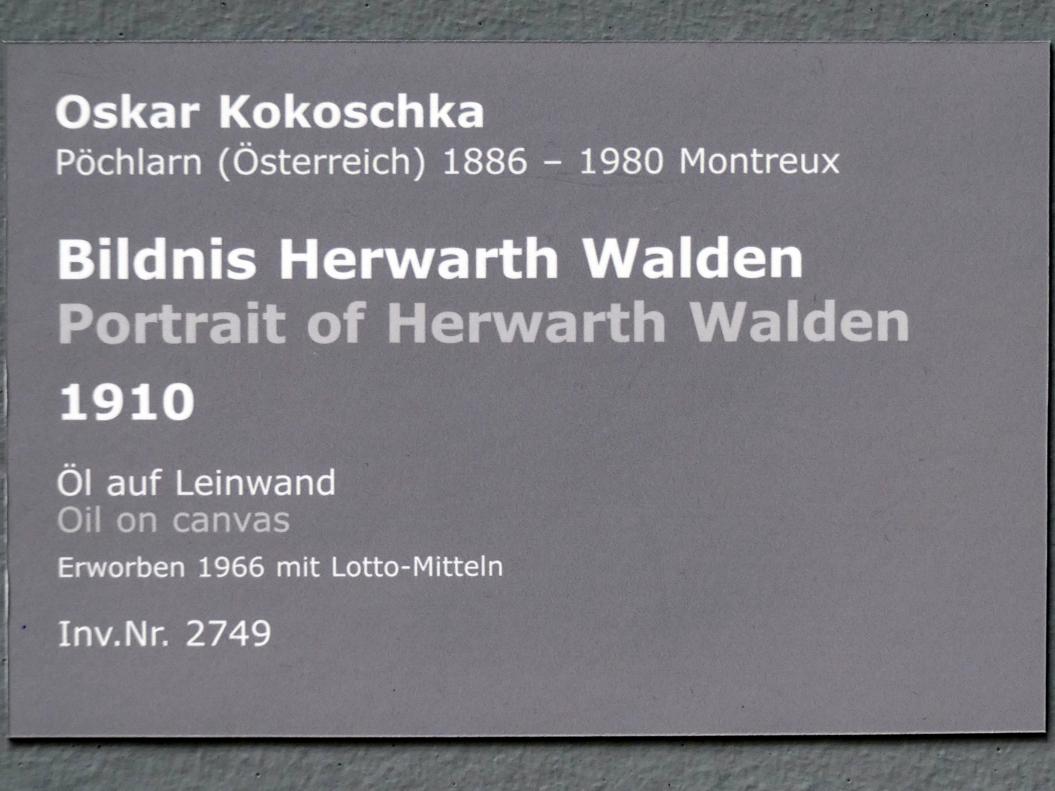 Oskar Kokoschka
Pöchlarn (Österreich) 1886 – 1980 Montreux
Bildnis Herwarth Walden
Portrait of Herwarth Walden
1910
Öl auf Leinwand
Oil on canvas
Erworben 1966 mit Lotto-Mitteln
Inv.Nr. 2749